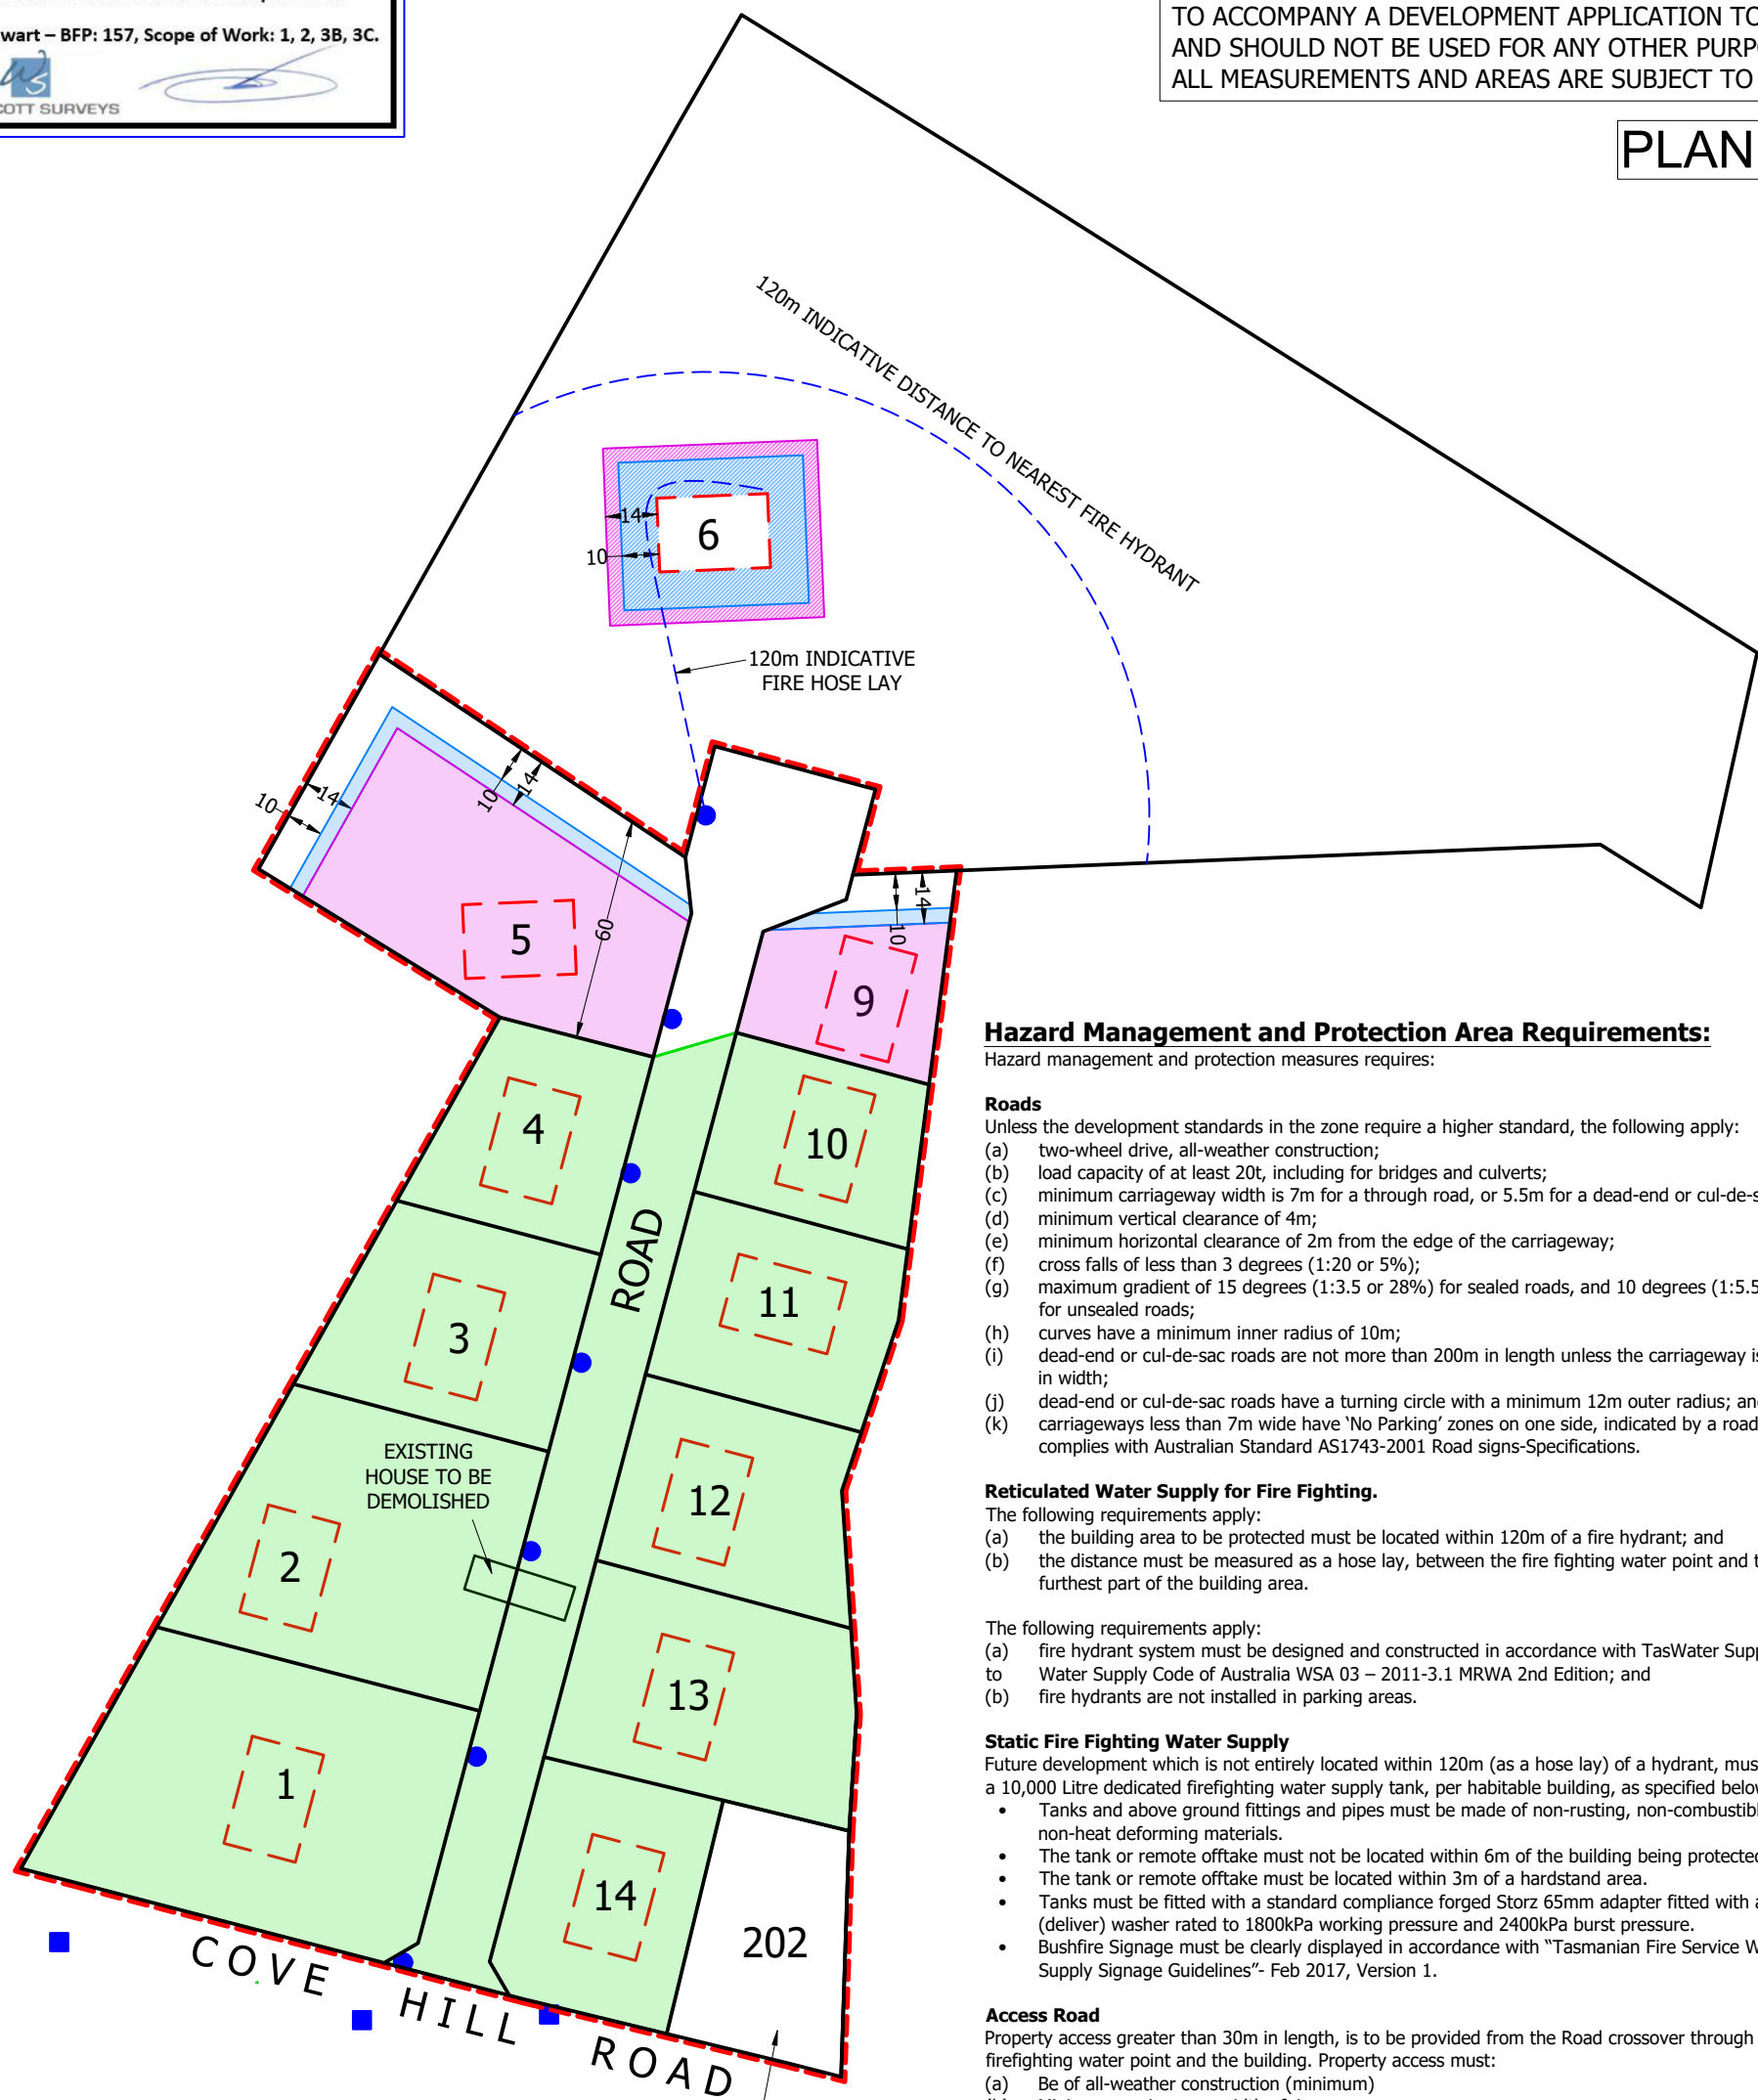 wart – BFP: 157, Scope of Work: 1, 2, 3B, 3C.
WS
COTT SURVEYS
TO ACCOMPANY A DEVELOPMENT APPLICATION TO
AND SHOULD NOT BE USED FOR ANY OTHER PURPO
ALL MEASUREMENTS AND AREAS ARE SUBJECT TO
PLAN
120m INDICATIVE DISTANCE TO NEAREST FIRE HYDRANT
14
6
10
120m INDICATIVE
FIRE HOSE LAY
10
14
10
14
60
5
14
10
9
4
10
ROAD
3
11
EXISTING
HOUSE TO BE
DEMOLISHED
2
12
13
1
14
202
COVE HILL ROAD
Hazard Management and Protection Area Requirements:
Hazard management and protection measures requires:
Roads
Unless the development standards in the zone require a higher standard, the following apply:
(a) two-wheel drive, all-weather construction;
(b) load capacity of at least 20t, including for bridges and culverts;
(c) minimum carriageway width is 7m for a through road, or 5.5m for a dead-end or cul-de-s
(d) minimum vertical clearance of 4m;
(e) minimum horizontal clearance of 2m from the edge of the carriageway;
(f) cross falls of less than 3 degrees (1:20 or 5%);
(g) maximum gradient of 15 degrees (1:3.5 or 28%) for sealed roads, and 10 degrees (1:5.5
for unsealed roads;
(h) curves have a minimum inner radius of 10m;
(i) dead-end or cul-de-sac roads are not more than 200m in length unless the carriageway is
in width;
(j) dead-end or cul-de-sac roads have a turning circle with a minimum 12m outer radius; an
(k) carriageways less than 7m wide have ‘No Parking’ zones on one side, indicated by a road
complies with Australian Standard AS1743-2001 Road signs-Specifications.
Reticulated Water Supply for Fire Fighting.
The following requirements apply:
(a) the building area to be protected must be located within 120m of a fire hydrant; and
(b) the distance must be measured as a hose lay, between the fire fighting water point and t
furthest part of the building area.
The following requirements apply:
(a) fire hydrant system must be designed and constructed in accordance with TasWater Supp
to Water Supply Code of Australia WSA 03 – 2011-3.1 MRWA 2nd Edition; and
(b) fire hydrants are not installed in parking areas.
Static Fire Fighting Water Supply
Future development which is not entirely located within 120m (as a hose lay) of a hydrant, mus
a 10,000 Litre dedicated firefighting water supply tank, per habitable building, as specified below
• Tanks and above ground fittings and pipes must be made of non-rusting, non-combustibl
non-heat deforming materials.
• The tank or remote offtake must not be located within 6m of the building being protected
• The tank or remote offtake must be located within 3m of a hardstand area.
• Tanks must be fitted with a standard compliance forged Storz 65mm adapter fitted with a
(deliver) washer rated to 1800kPa working pressure and 2400kPa burst pressure.
• Bushfire Signage must be clearly displayed in accordance with “Tasmanian Fire Service W
Supply Signage Guidelines”- Feb 2017, Version 1.
Access Road
Property access greater than 30m in length, is to be provided from the Road crossover through
firefighting water point and the building. Property access must:
(a) Be of all-weather construction (minimum)